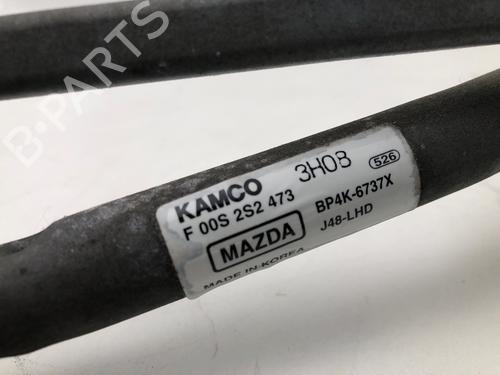 B-PARTS
KAMCO 3H08 526
F 00S 2S2 473 BP4K-6737X
MAZDA J48-LHD
MADE IN KOREA